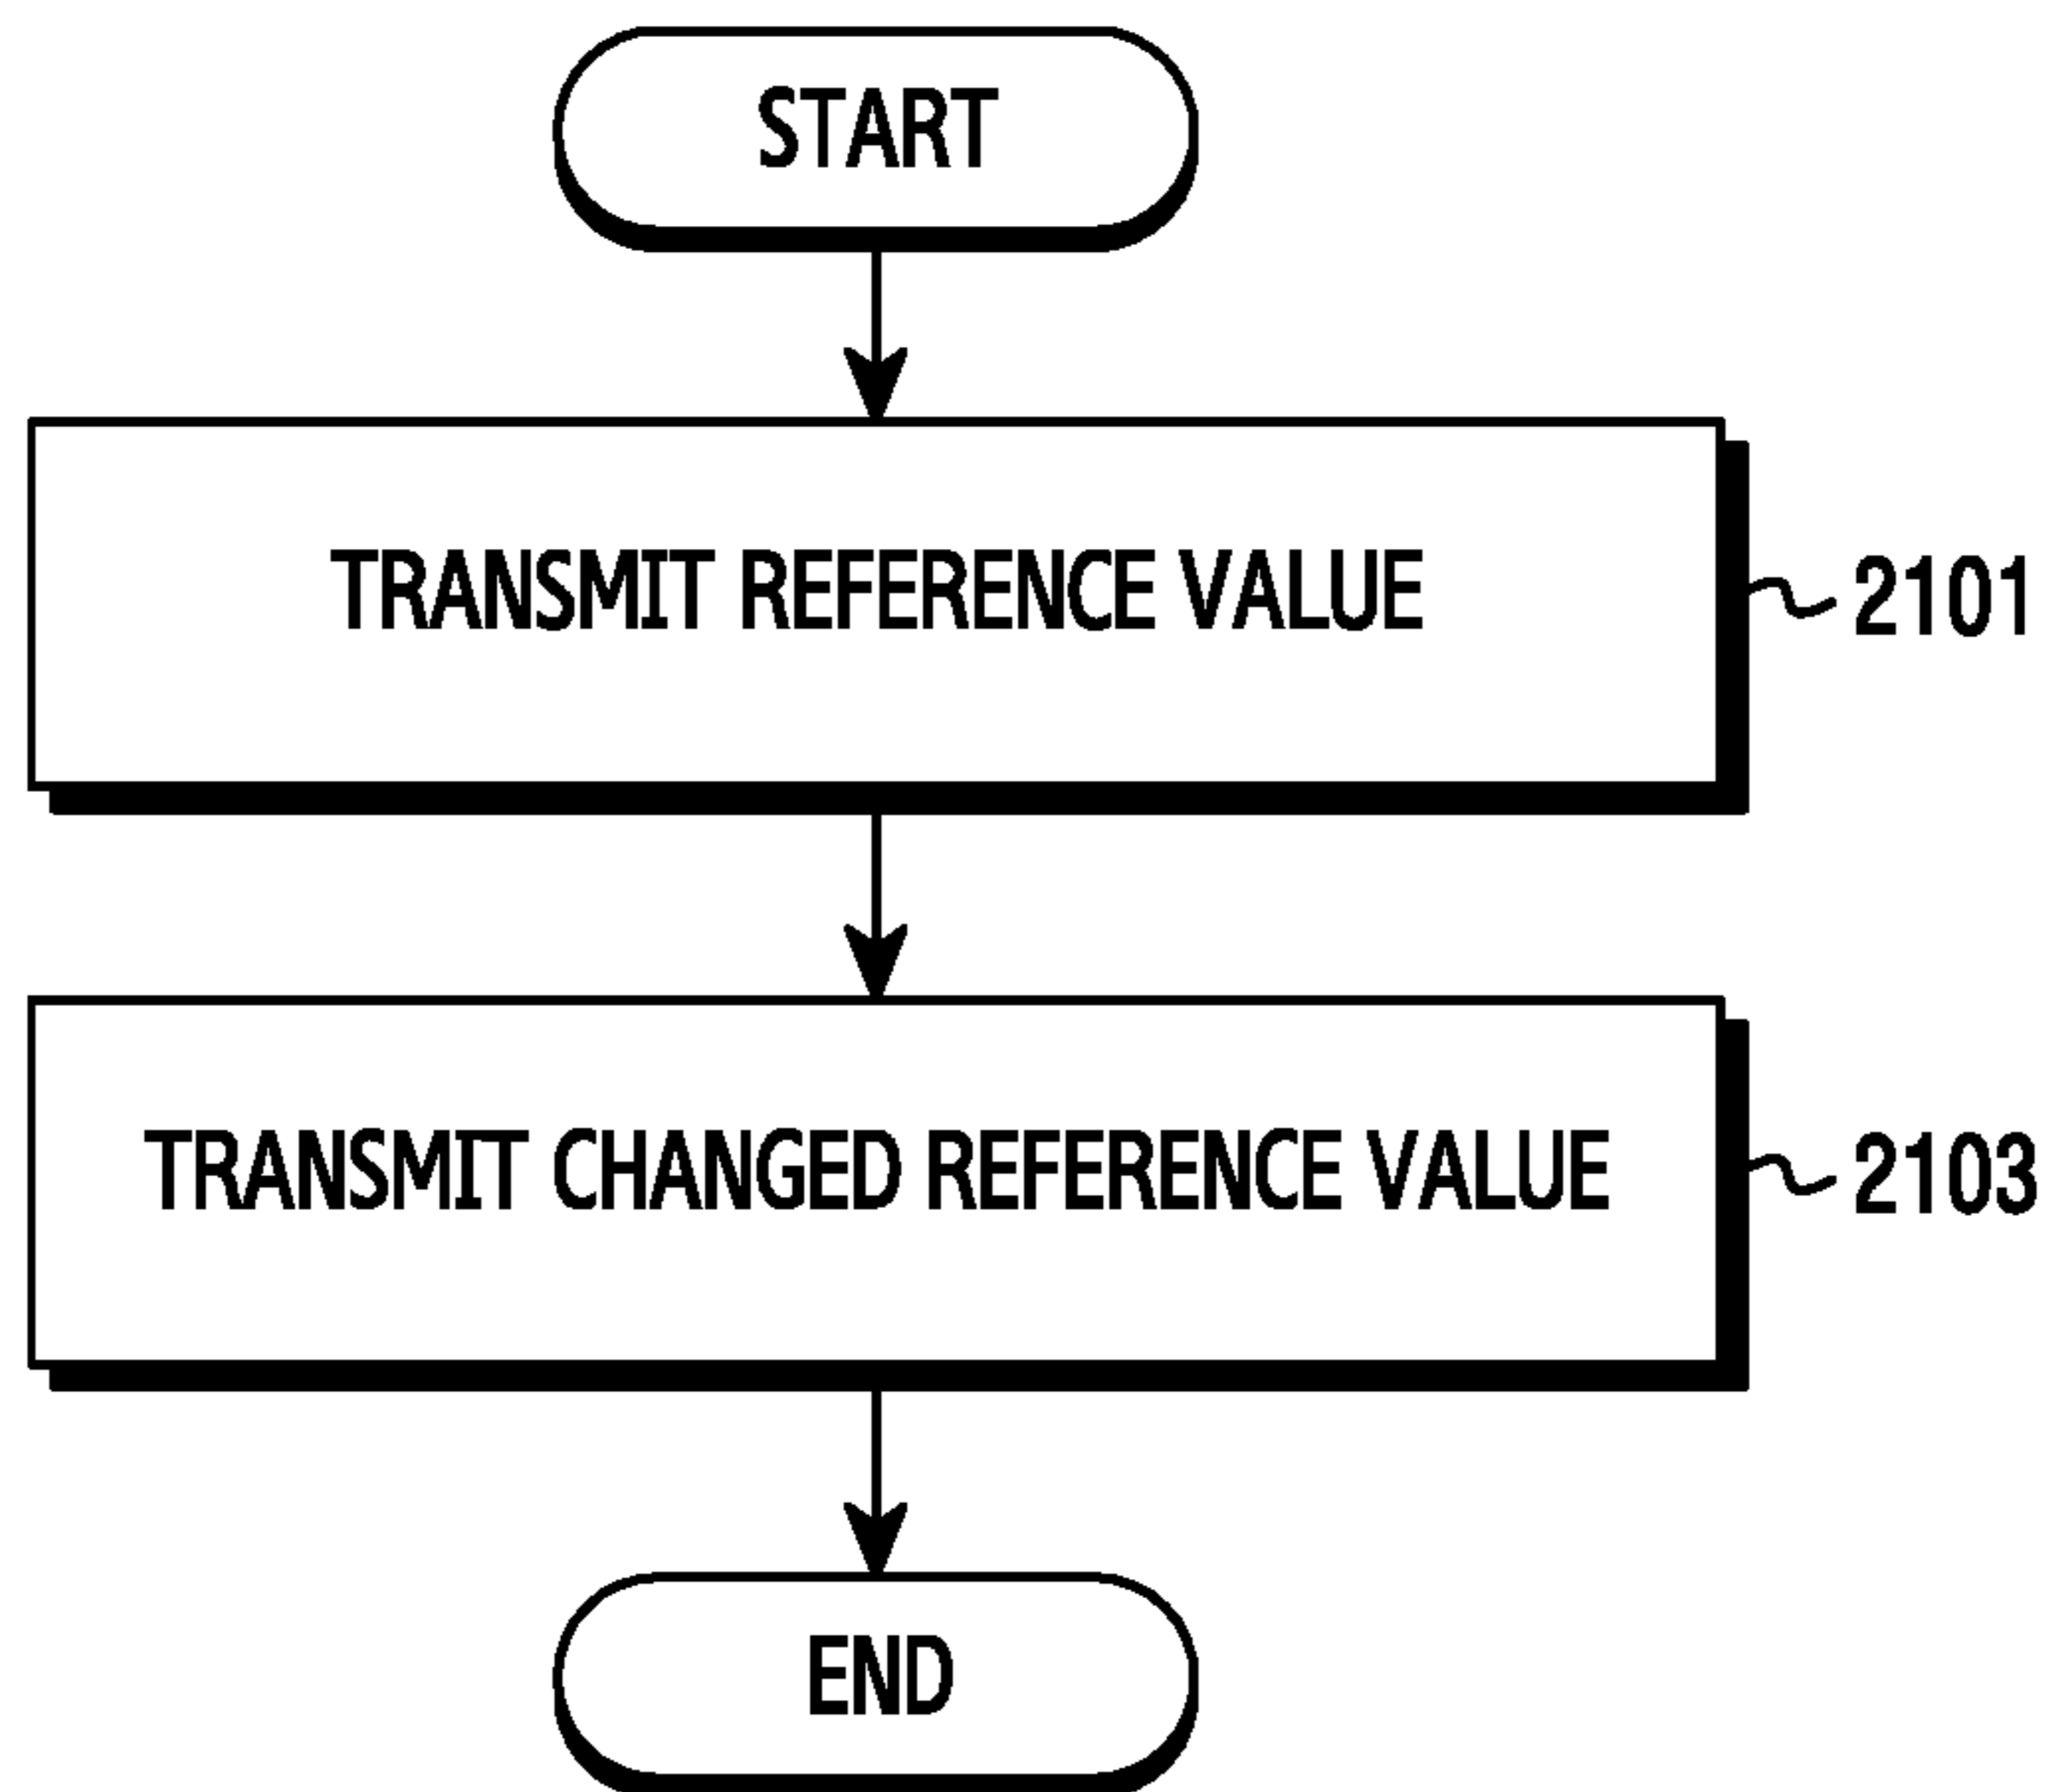 START
TRANSMIT REFERENCE VALUE
2101
TRANSMIT CHANGED REFERENCE VALUE
2103
END